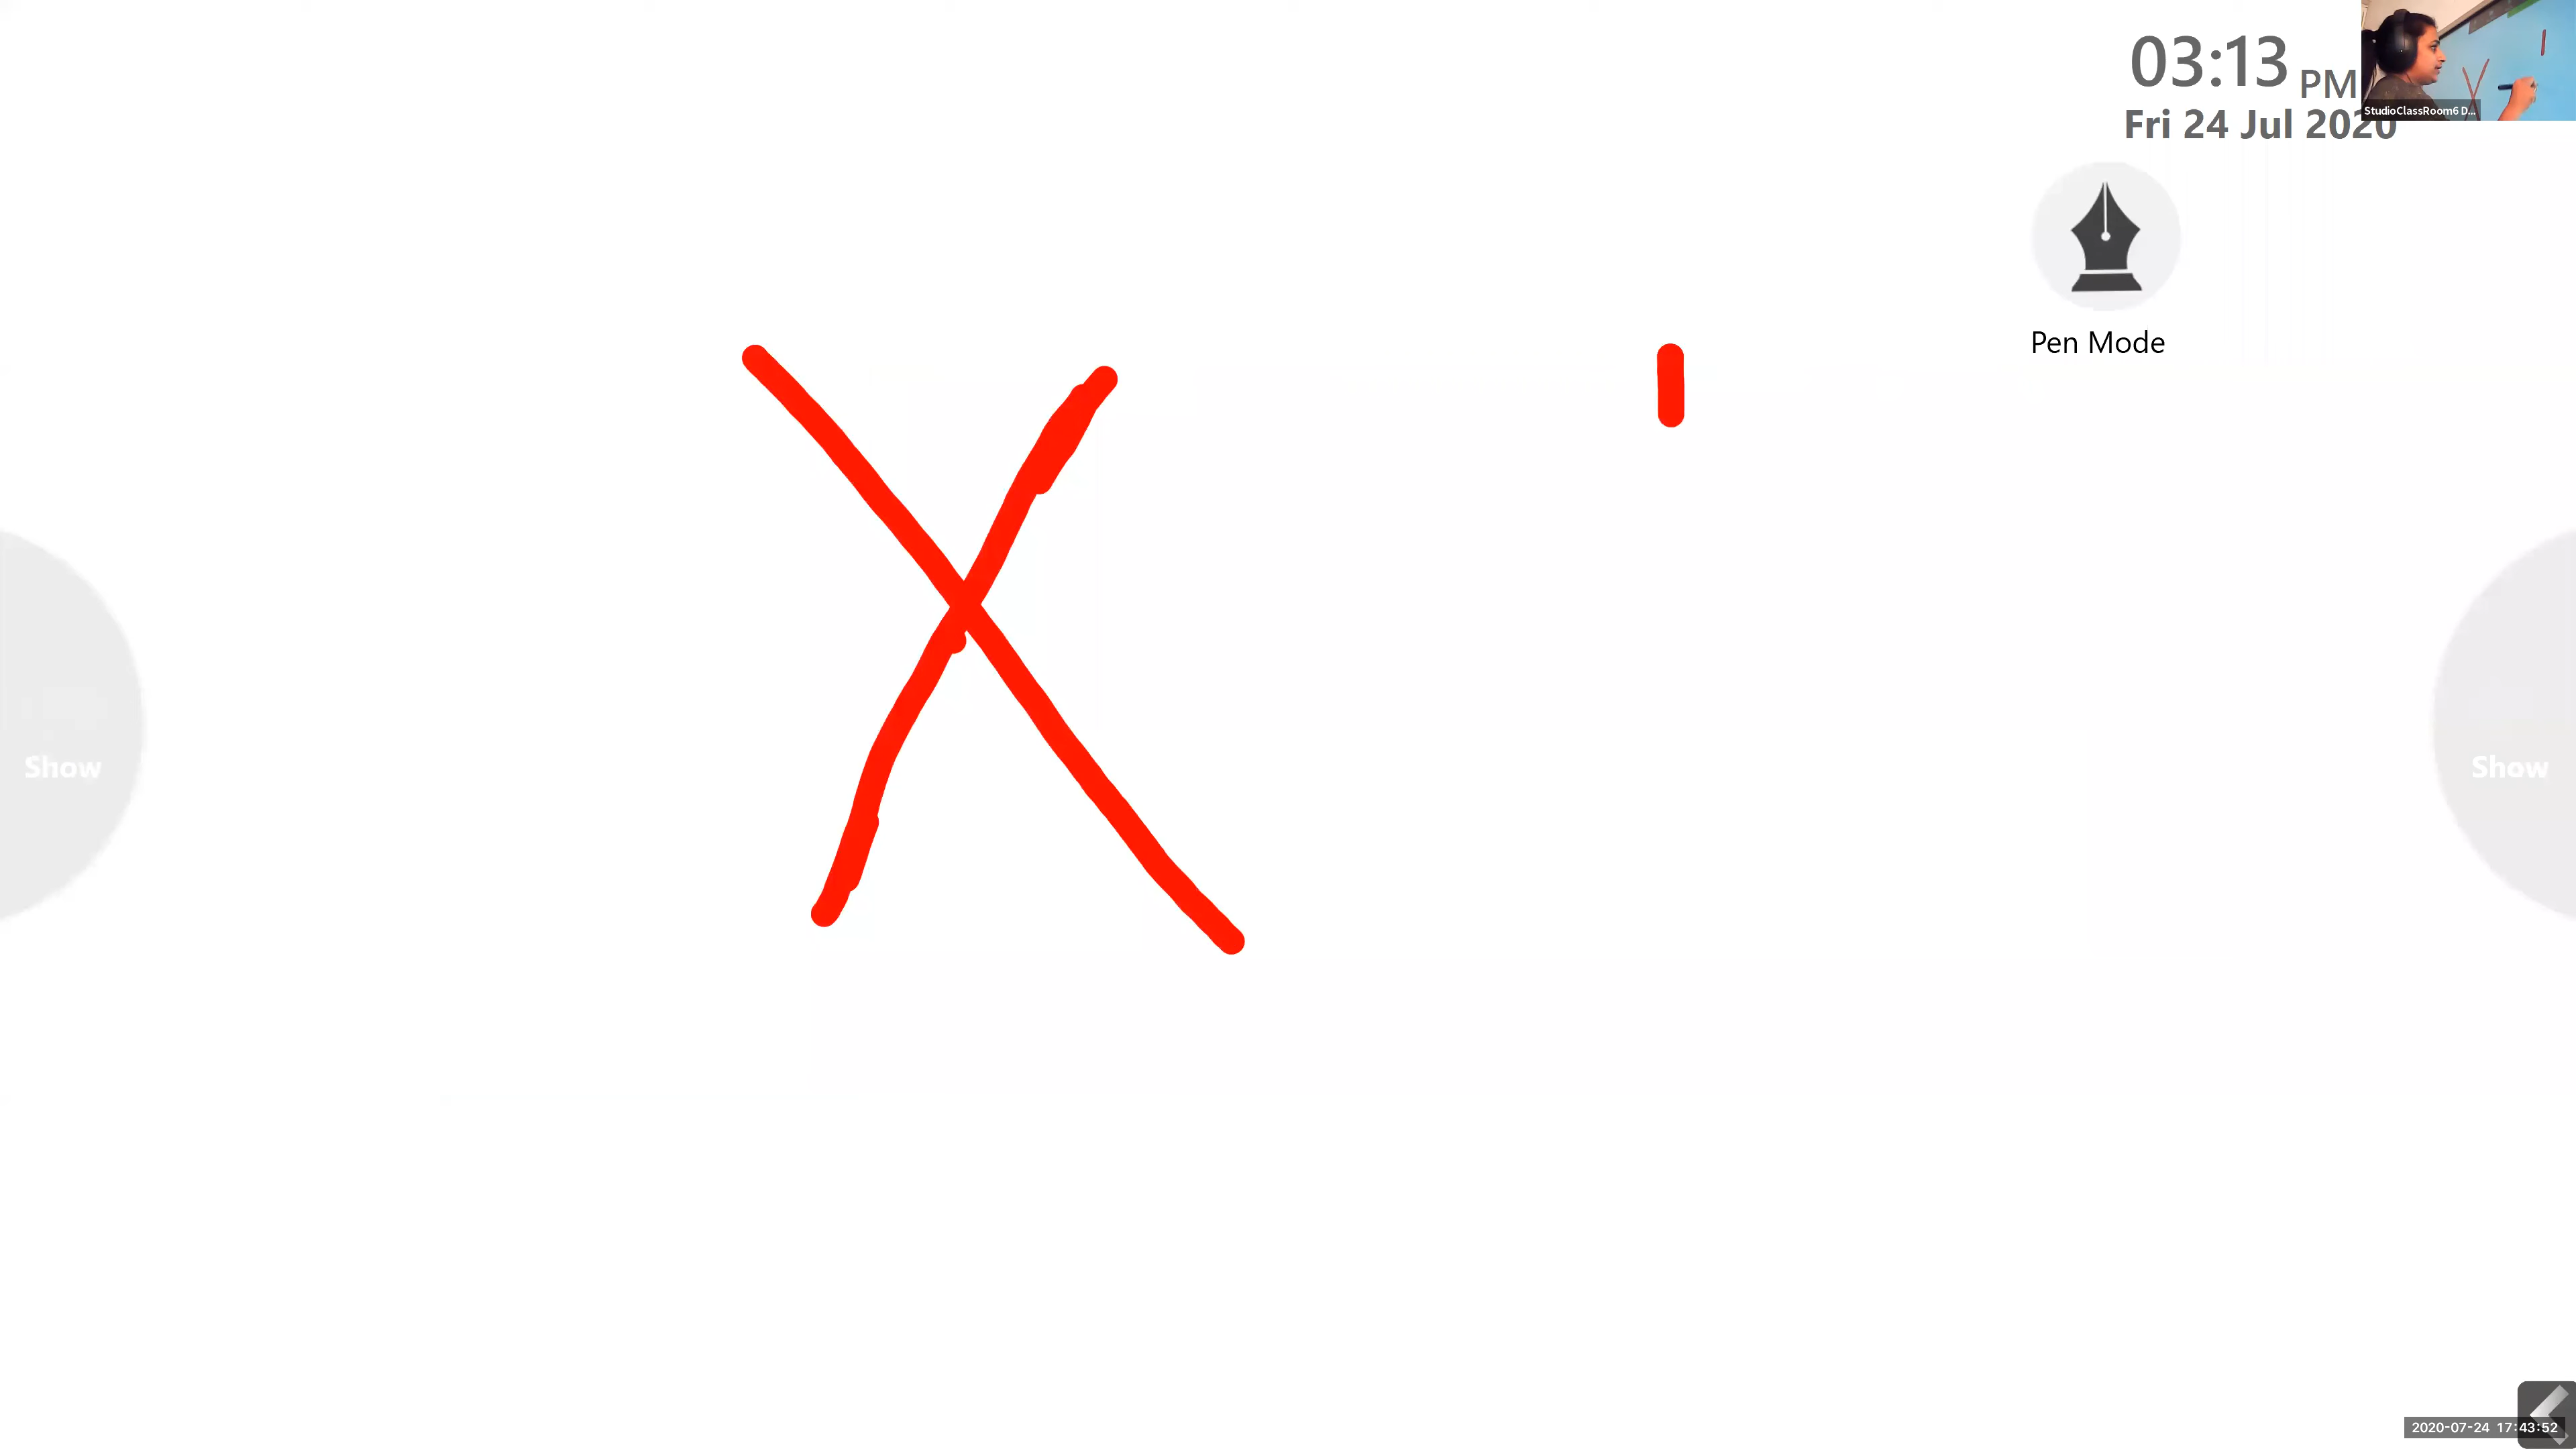 03:13 PM
Fri 24 Jul 2020
StudioClassRoom6 D...
Pen Mode
X
Show
Show
2020-07-24 17:43:52